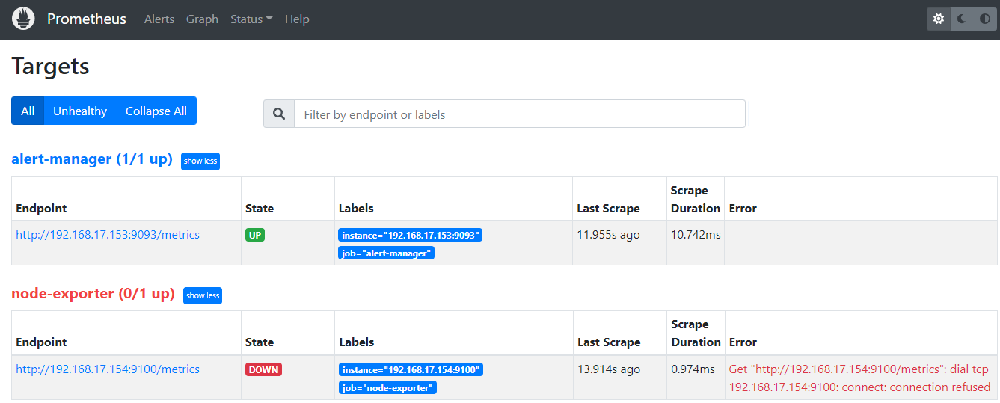 Prometheus Alerts Graph Status Help
Targets
All Unhealthy Collapse All
Filter by endpoint or labels
alert-manager (1/1 up) show less
Endpoint State Labels Last Scrape Scrape Duration Error
http://192.168.17.153:9093/metrics UP instance="192.168.17.153:9093" 11.955s ago 10.742ms
job="alert-manager"
node-exporter (0/1 up) show less
Endpoint State Labels Last Scrape Scrape Duration Error
http://192.168.17.154:9100/metrics DOWN instance="192.168.17.154:9100" 13.914s ago 0.974ms Get "http://192.168.17.154:9100/metrics": dial tcp
job="node-exporter" 192.168.17.154:9100: connect: connection refused